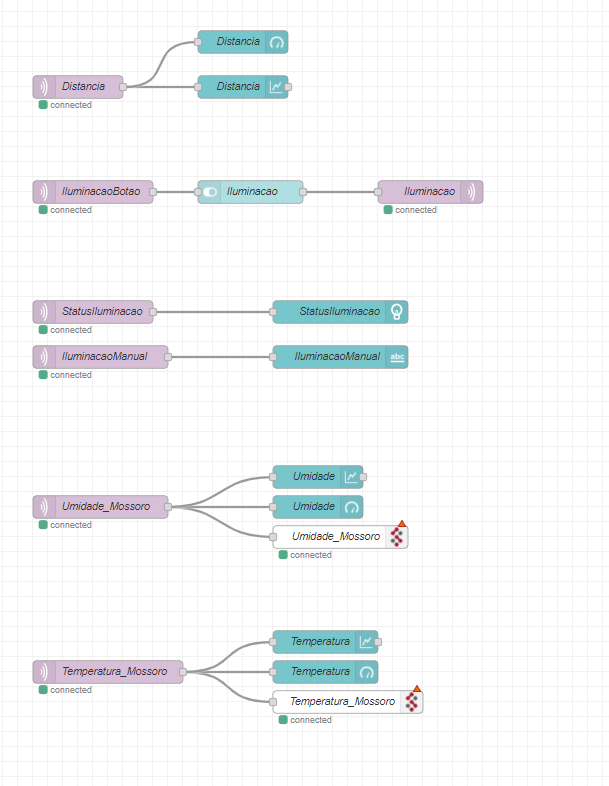 Distancia
Distancia
connected
Distancia
IluminacaoBotao
connected
Iluminacao
Iluminacao
connected
StatusIluminacao
connected
StatusIluminacao
IluminacaoManual
connected
IluminacaoManual
abc
Umidade
Umidade_Mossoro
connected
Umidade
Umidade_Mossoro
connected
Temperatura
Temperatura_Mossoro
connected
Temperatura
Temperatura_Mossoro
connected